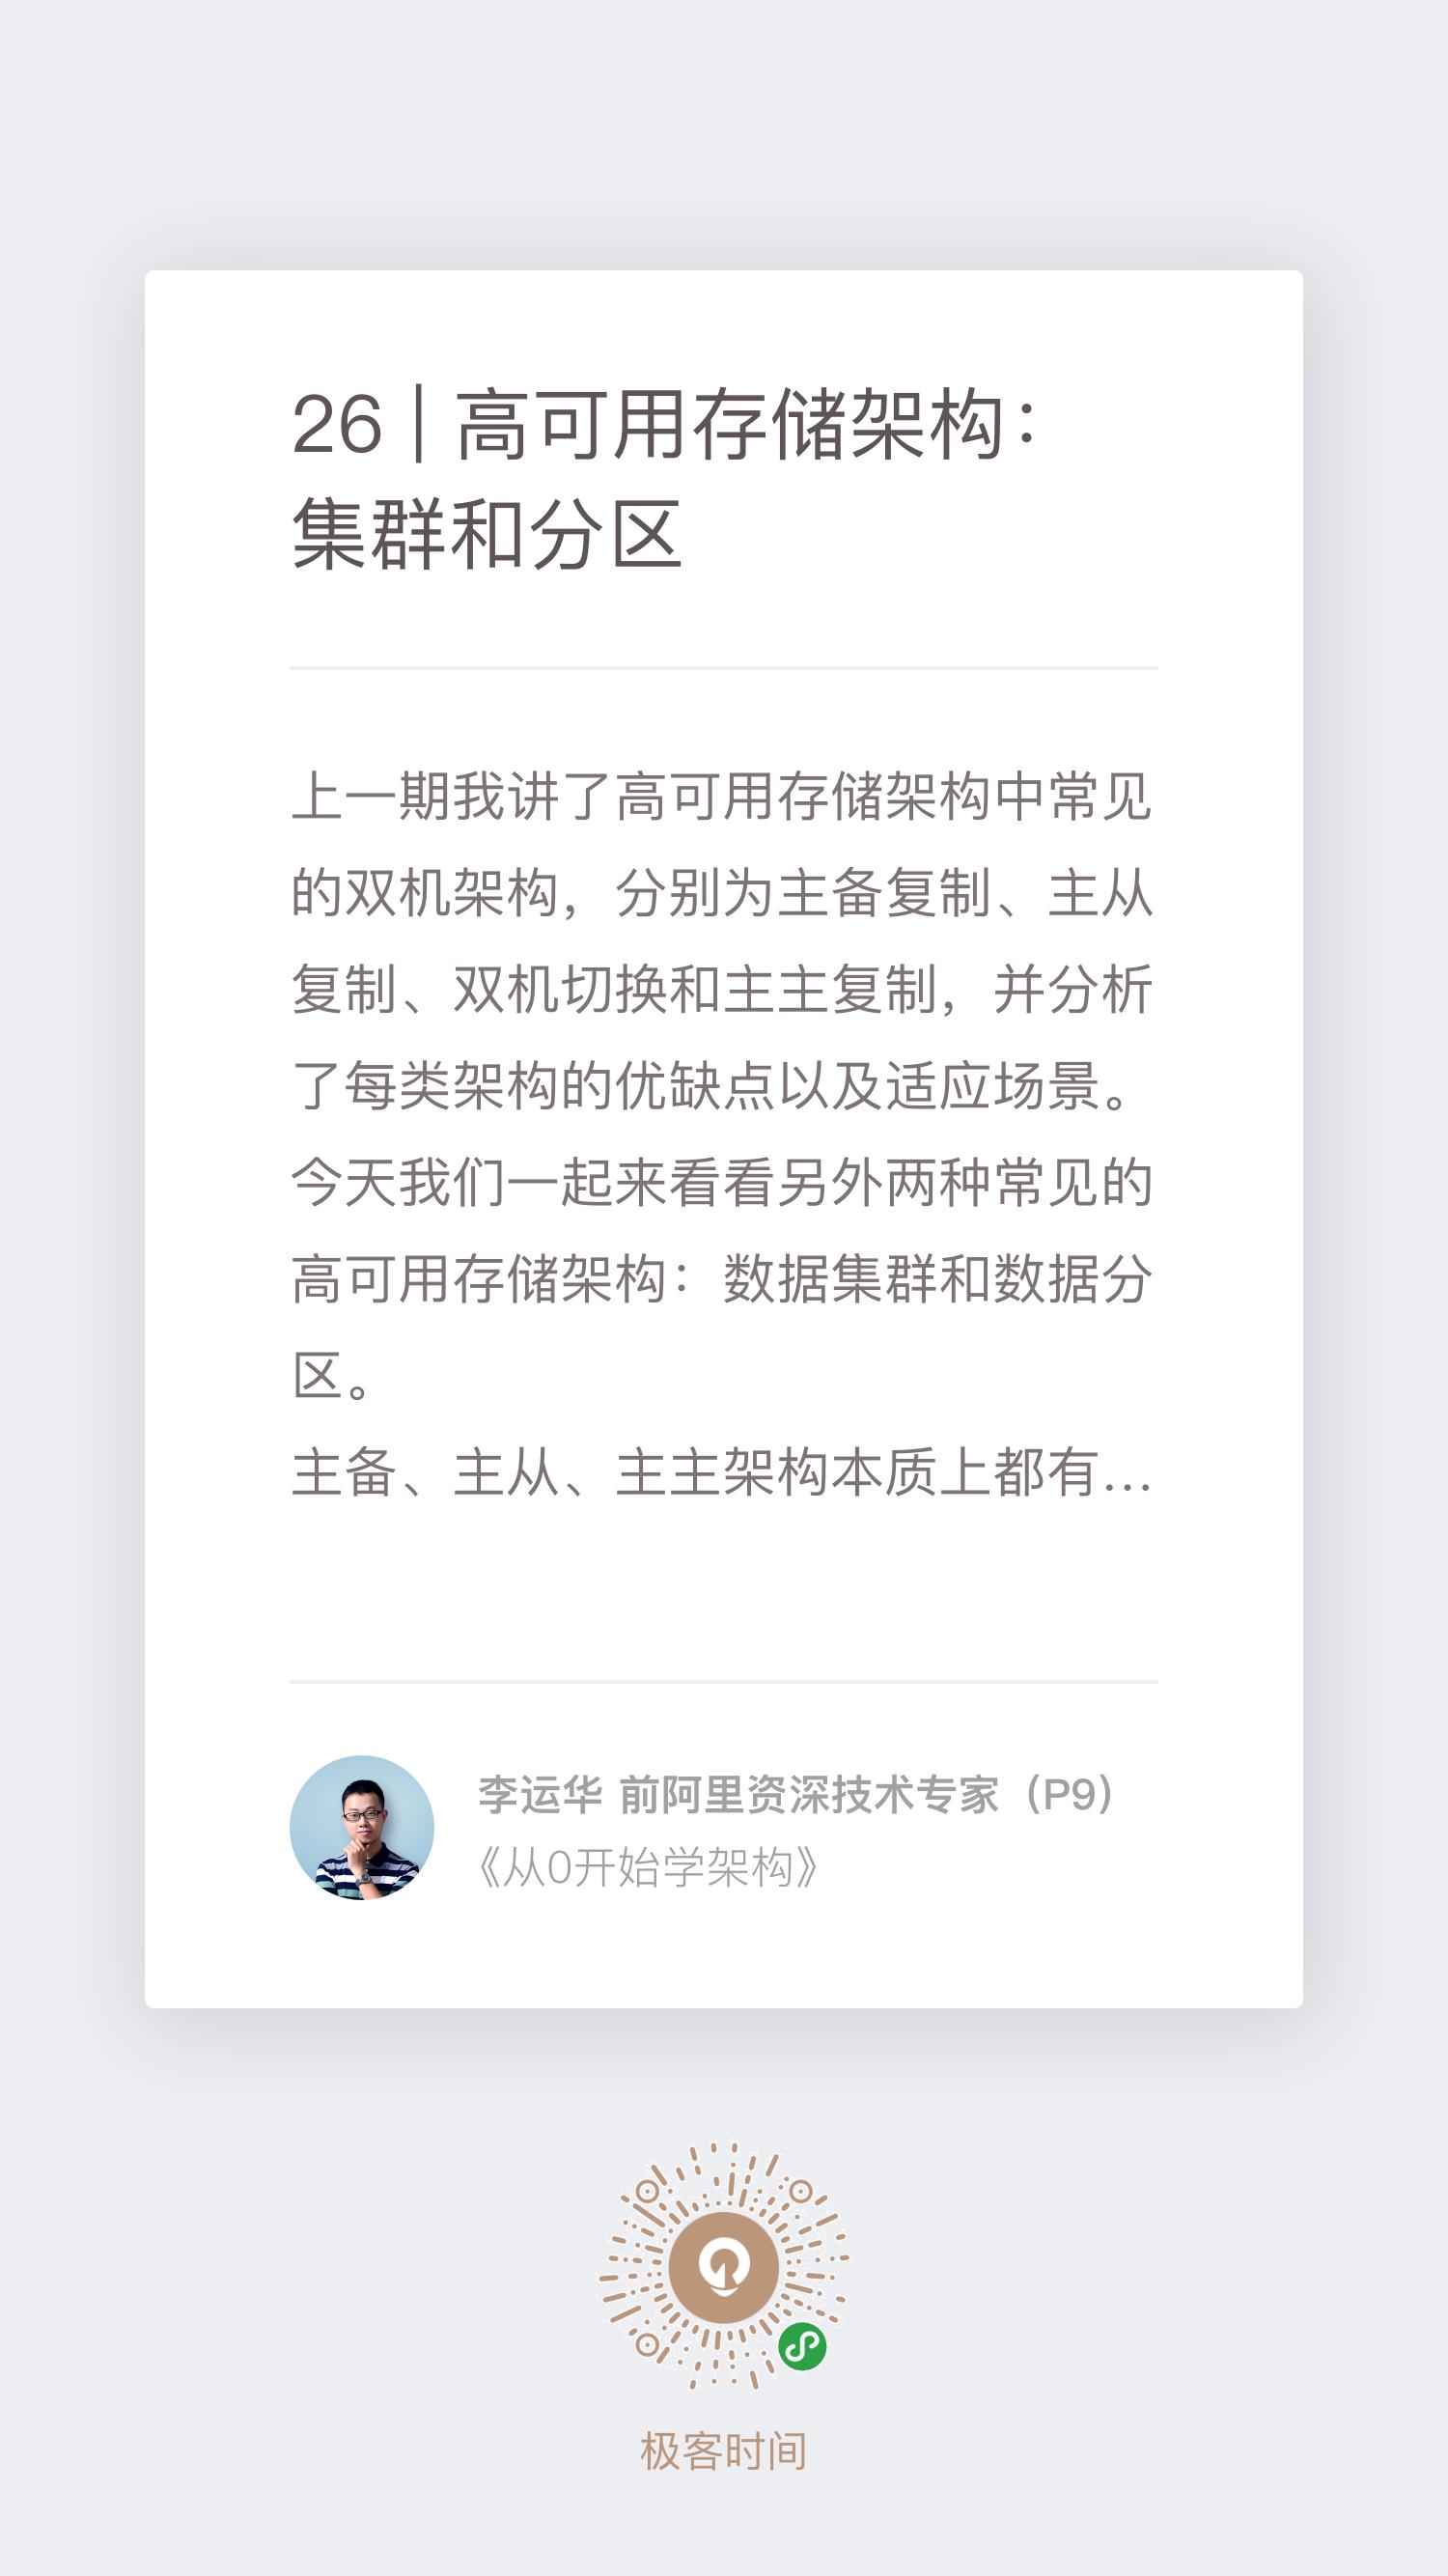 26 | 高可用存储架构：
集群和分区
上一期我讲了高可用存储架构中常见
的双机架构，分别为主备复制、主从
复制、双机切换和主主复制，并分析
了每类架构的优缺点以及适应场景。
今天我们一起来看看另外两种常见的
高可用存储架构：数据集群和数据分
区。
主备、主从、主主架构本质上都有...
李运华 前阿里资深技术专家（P9）
《从0开始学架构》
极客时间